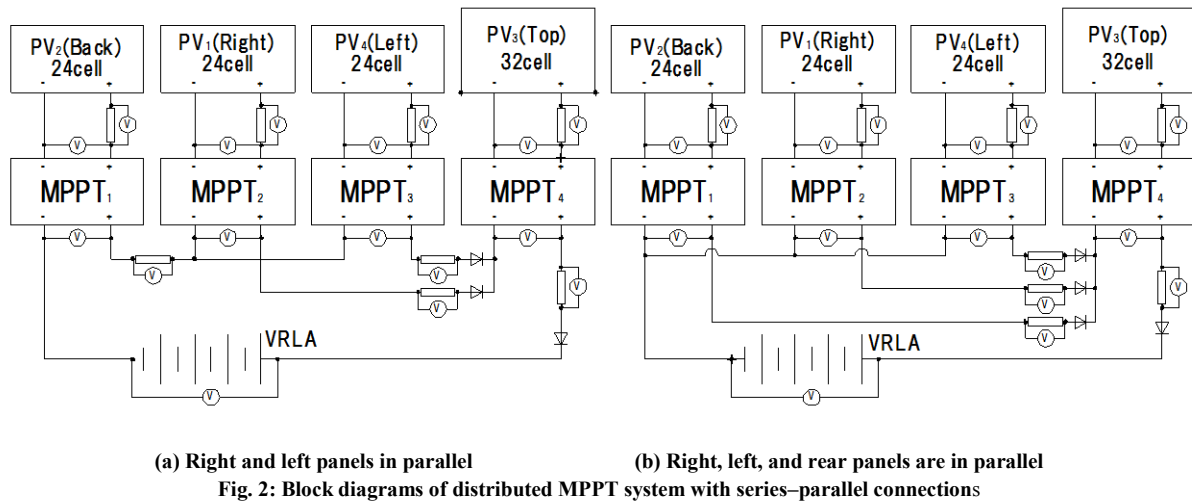 PV₂(Back)
24cell
PV₁(Right)
24cell
PV₄(Left)
24cell
PV₃(Top)
32cell
- +
- +
- +
- +
V
V
V
V
V
V
V
V
- +
- +
- +
- +
MPPT₁
MPPT₂
MPPT₃
MPPT₄
- +
- +
- +
- +
V
V
V
V
V
V
V
V
VRLA
V
PV₂(Back)
24cell
PV₁(Right)
24cell
PV₄(Left)
24cell
PV₃(Top)
32cell
- +
- +
- +
- +
V
V
V
V
V
V
V
V
- +
- +
- +
- +
MPPT₁
MPPT₂
MPPT₃
MPPT₄
- +
- +
- +
- +
V
V
V
V
V
V
V
V
VRLA
V
(a) Right and left panels in parallel
(b) Right, left, and rear panels are in parallel
Fig. 2: Block diagrams of distributed MPPT system with series–parallel connections